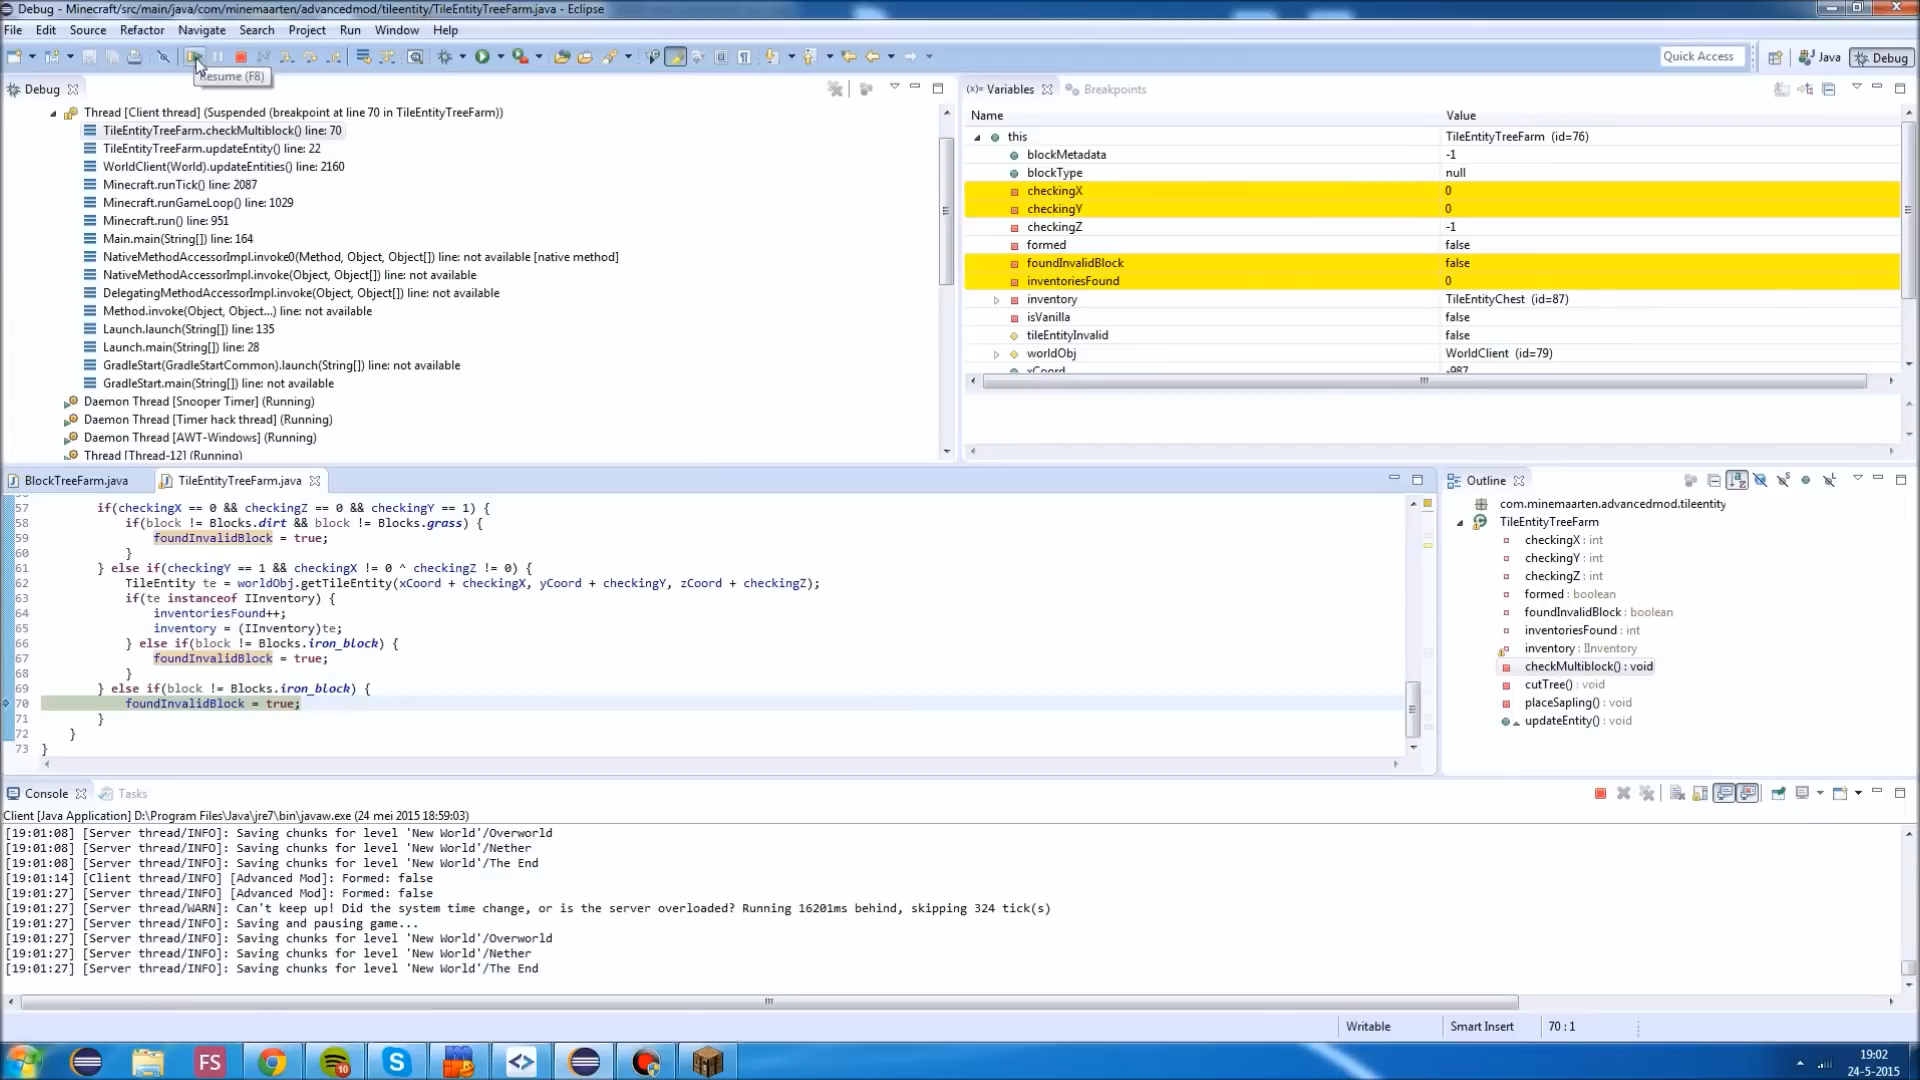 Debug - Minecraft/src/main/java/com/minemaarten/advancedmod/tileentity/TileEntityTreeFarm.java - Eclipse
File Edit Source Refactor Navigate Search Project Run Window Help
Quick Access
Java
Debug
Resume (F8)
Debug
Thread [Client thread] (Suspended (breakpoint at line 70 in TileEntityTreeFarm))
TileEntityTreeFarm.checkMultiblock() line: 70
TileEntityTreeFarm.updateEntity() line: 22
WorldClient(World).updateEntities() line: 2160
Minecraft.runTick() line: 2087
Minecraft.runGameLoop() line: 1029
Minecraft.run() line: 951
Main.main(String[]) line: 164
NativeMethodAccessorImpl.invoke0(Method, Object, Object[]) line: not available [native method]
NativeMethodAccessorImpl.invoke(Object, Object[]) line: not available
DelegatingMethodAccessorImpl.invoke(Object, Object[]) line: not available
Method.invoke(Object, Object...) line: not available
Launch.launch(String[]) line: 135
Launch.main(String[]) line: 28
GradleStart(GradleStartCommon).launch(String[]) line: not available
GradleStart.main(String[]) line: not available
Daemon Thread [Snooper Timer] (Running)
Daemon Thread [Timer hack thread] (Running)
Daemon Thread [AWT-Windows] (Running)
Thread [Thread-12] (Running)
(x)= Variables
Breakpoints
Name Value
this TileEntityTreeFarm (id=76)
blockMetadata -1
blockType null
checkingX 0
checkingY 0
checkingZ -1
formed false
foundInvalidBlock false
inventoriesFound 0
inventory TileEntityChest (id=87)
isVanilla false
tileEntityInvalid false
worldObj WorldClient (id=79)
xCoord -987
BlockTreeFarm.java
TileEntityTreeFarm.java
57 if(checkingX == 0 && checkingZ == 0 && checkingY == 1) {
58 if(block != Blocks.dirt && block != Blocks.grass) {
59 foundInvalidBlock = true;
60 }
61 } else if(checkingY == 1 && checkingX != 0 ^ checkingZ != 0) {
62 TileEntity te = worldObj.getTileEntity(xCoord + checkingX, yCoord + checkingY, zCoord + checkingZ);
63 if(te instanceof IInventory) {
64 inventoriesFound++;
65 inventory = (IInventory)te;
66 } else if(block != Blocks.iron_block) {
67 foundInvalidBlock = true;
68 }
69 } else if(block != Blocks.iron_block) {
70 foundInvalidBlock = true;
71 }
72 }
73 }
Outline
com.minemaarten.advancedmod.tileentity
TileEntityTreeFarm
checkingX : int
checkingY : int
checkingZ : int
formed : boolean
foundInvalidBlock : boolean
inventoriesFound : int
inventory : IInventory
checkMultiblock() : void
cutTree() : void
placeSapling() : void
updateEntity() : void
Console
Tasks
Client [Java Application] D:\Program Files\Java\jre7\bin\javaw.exe (24 mei 2015 18:59:03)
[19:01:08] [Server thread/INFO]: Saving chunks for level 'New World'/Overworld
[19:01:08] [Server thread/INFO]: Saving chunks for level 'New World'/Nether
[19:01:08] [Server thread/INFO]: Saving chunks for level 'New World'/The End
[19:01:14] [Client thread/INFO] [Advanced Mod]: Formed: false
[19:01:27] [Server thread/INFO] [Advanced Mod]: Formed: false
[19:01:27] [Server thread/WARN]: Can't keep up! Did the system time change, or is the server overloaded? Running 16201ms behind, skipping 324 tick(s)
[19:01:27] [Server thread/INFO]: Saving and pausing game...
[19:01:27] [Server thread/INFO]: Saving chunks for level 'New World'/Overworld
[19:01:27] [Server thread/INFO]: Saving chunks for level 'New World'/Nether
[19:01:27] [Server thread/INFO]: Saving chunks for level 'New World'/The End
Writable Smart Insert 70 : 1
FS
10
S
19:02
24-5-2015